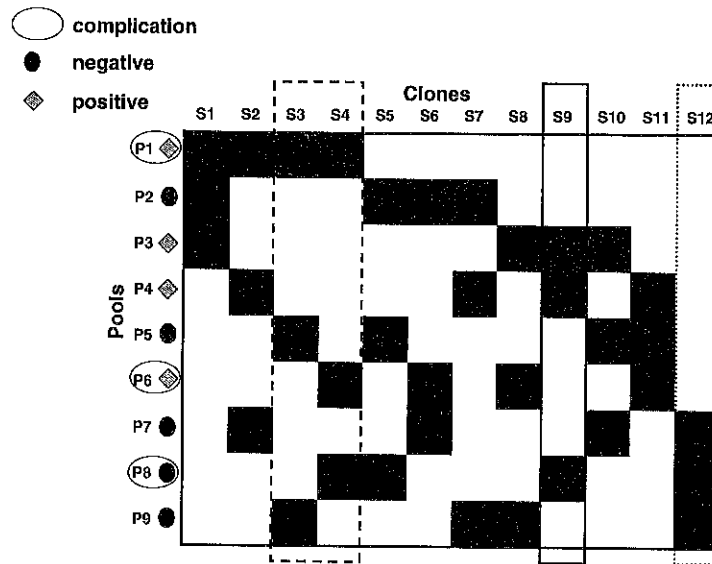 complication
negative
positive
Clones
S1 S2 S3 S4 S5 S6 S7 S8 S9 S10 S11 S12
Pools
P1
P2
P3
P4
P5
P6
P7
P8
P9